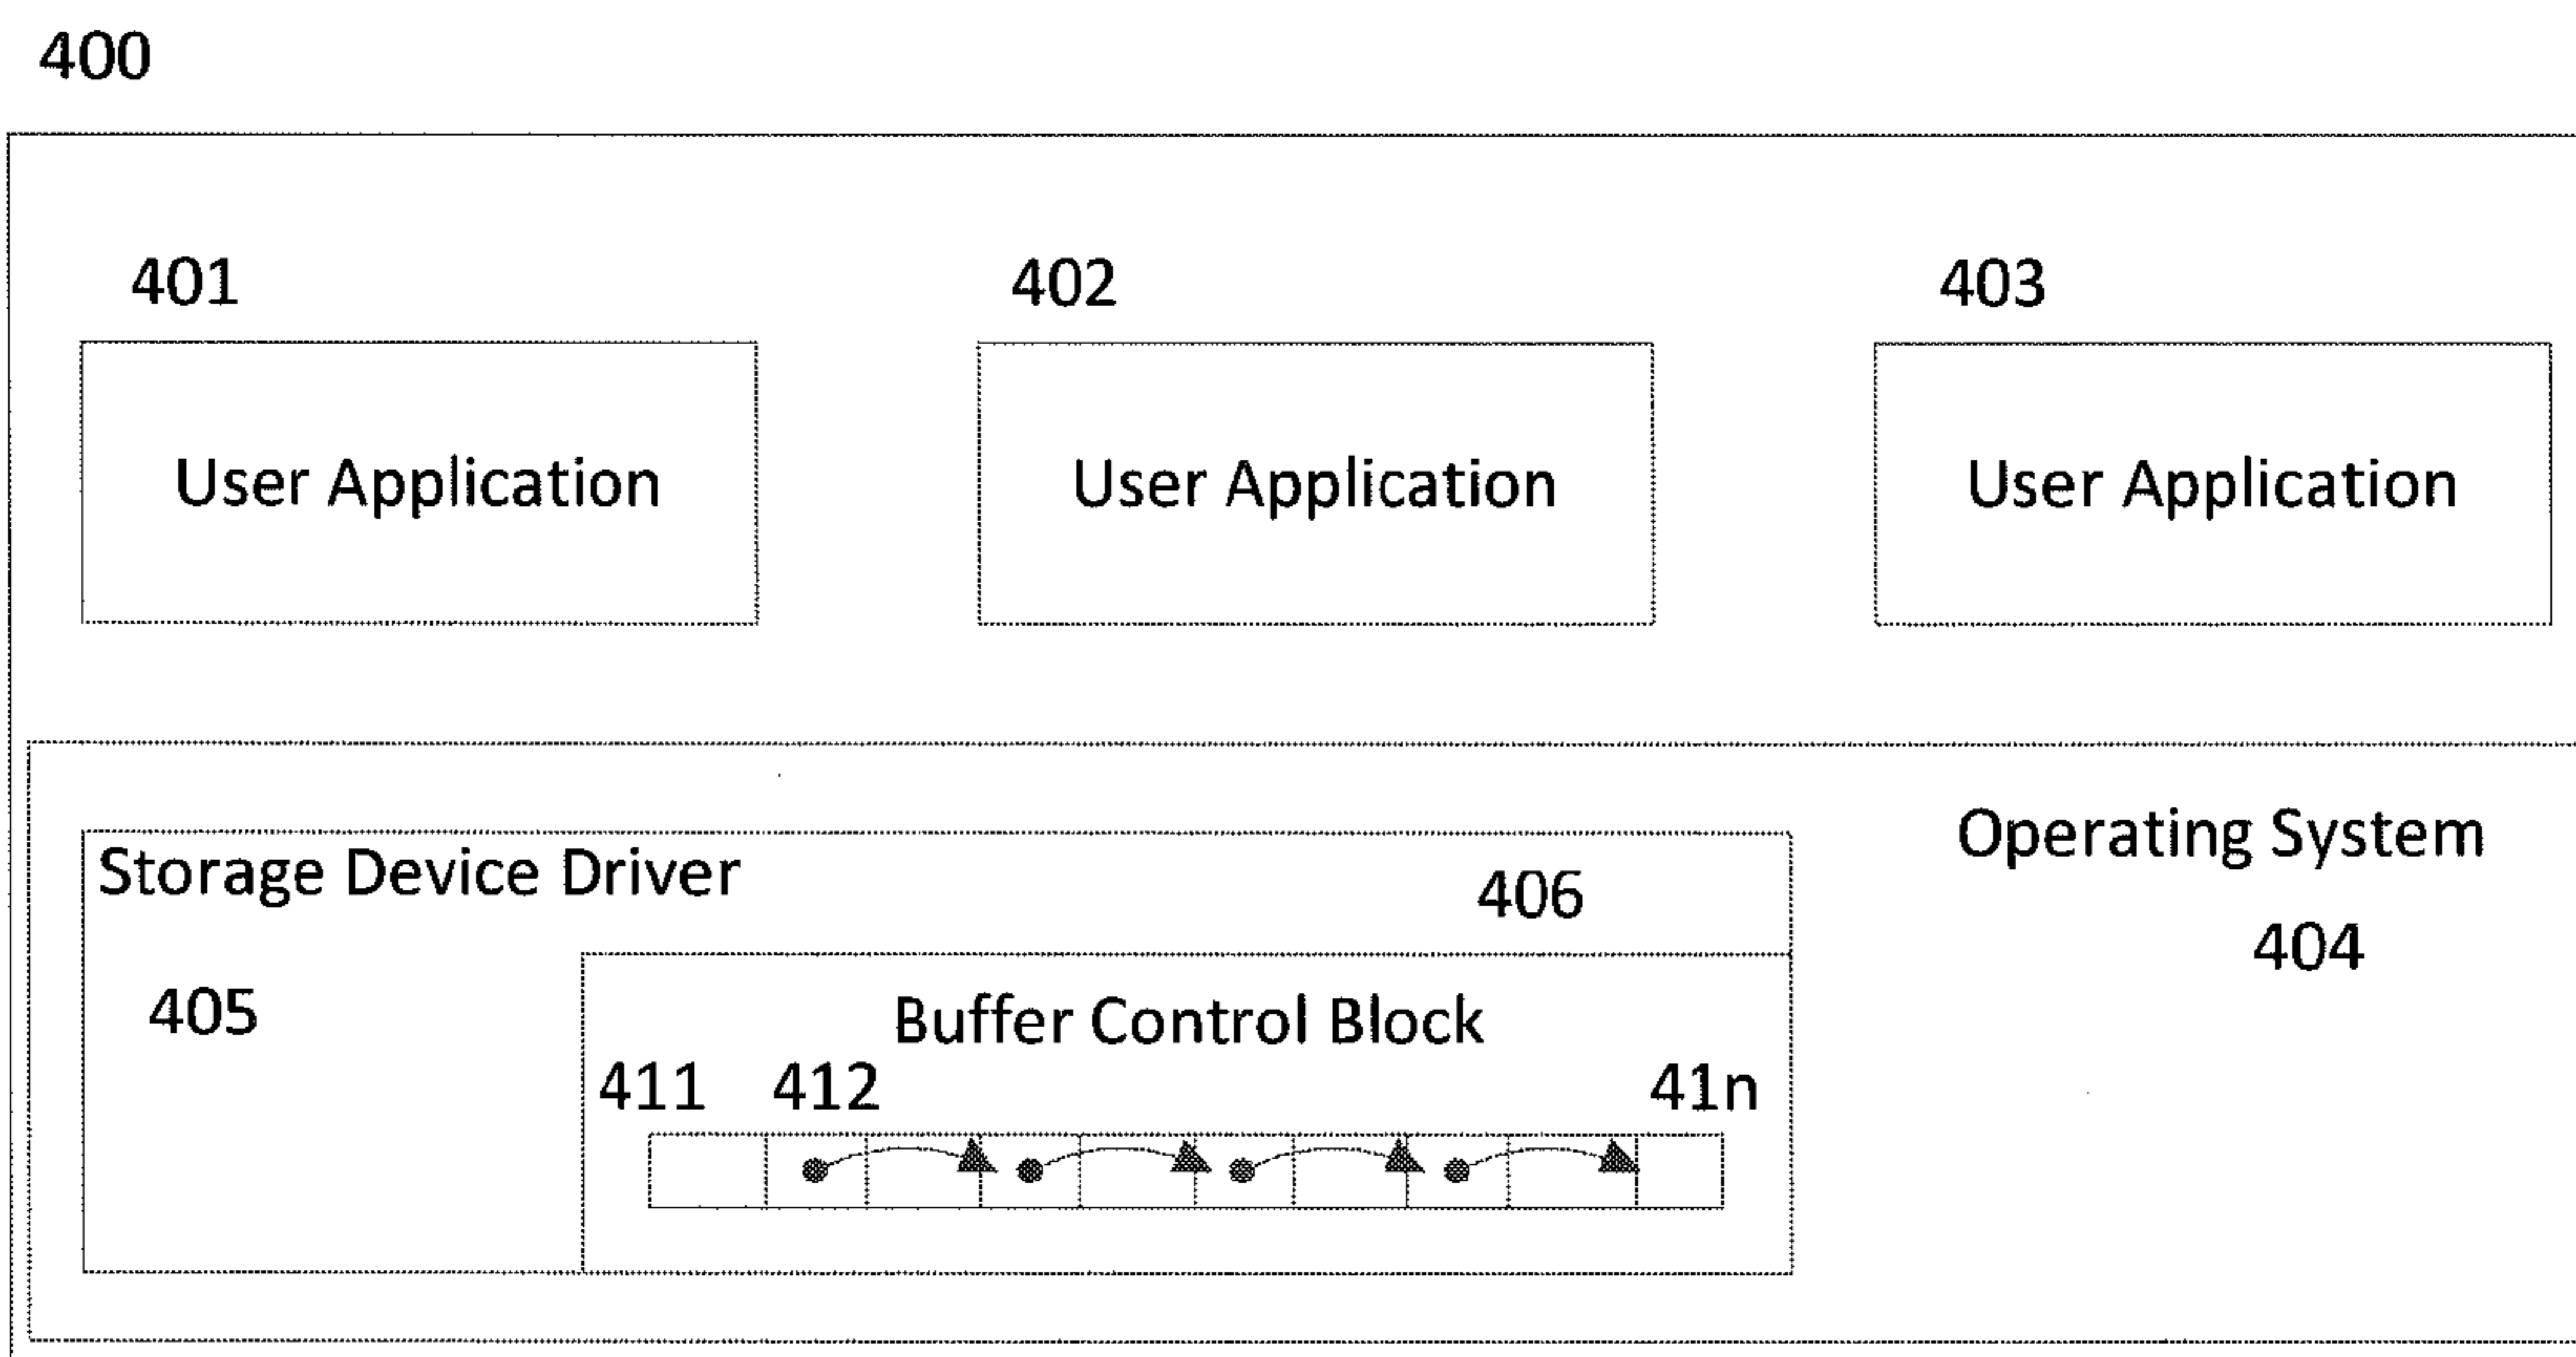 400
401
402
403
User Application
User Application
User Application
Operating System
404
Storage Device Driver
406
405
Buffer Control Block
411
412
41n